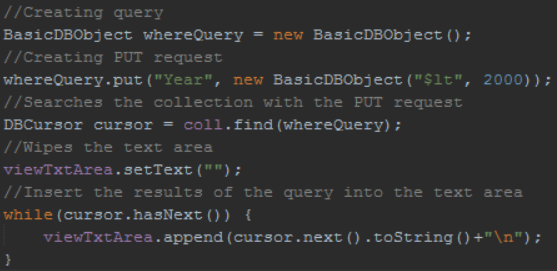 //Creating query
BasicDBObject whereQuery = new BasicDBObject();
//Creating PUT request
whereQuery.put("Year", new BasicDBObject("$lt", 2000));
//Searches the collection with the PUT request
DBCursor cursor = coll.find(whereQuery);
//Wipes the text area
viewTxtArea.setText("");
//Insert the results of the query into the text area
while(cursor.hasNext()) {
    viewTxtArea.append(cursor.next().toString()+"\n");
}